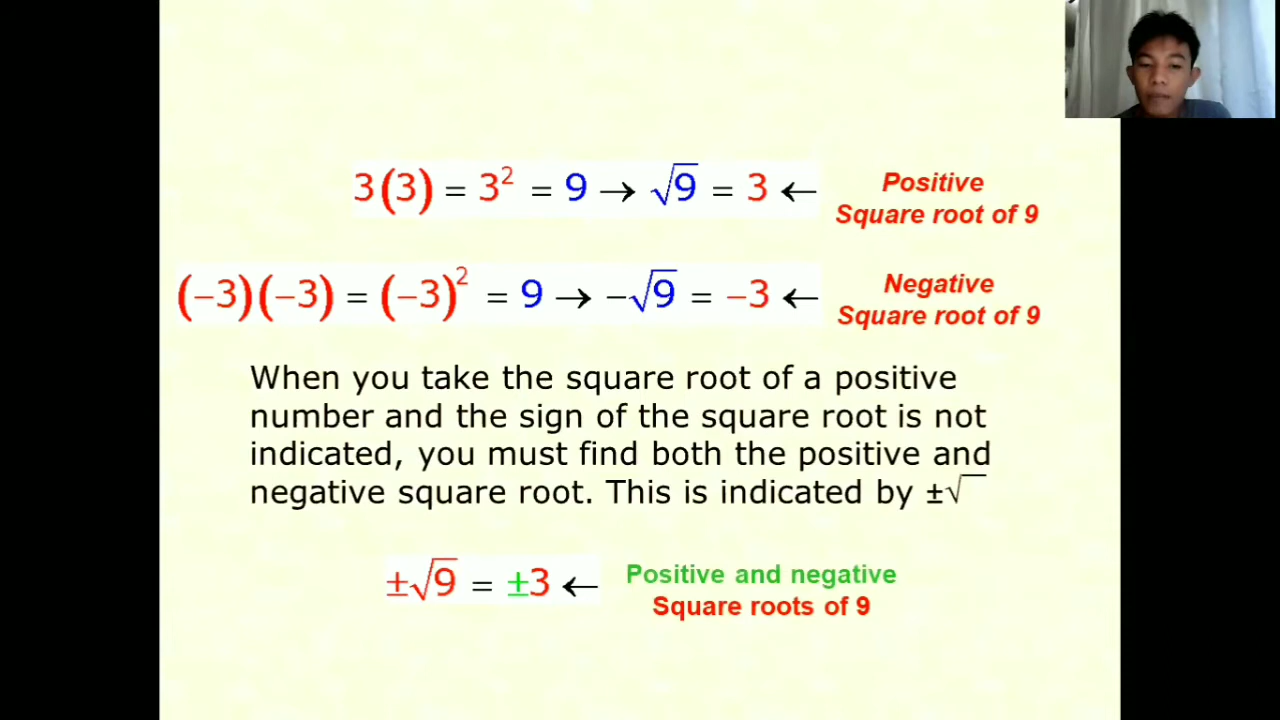 3(3) = 3² = 9 → √9 = 3 ←
Positive
Square root of 9
(−3)(−3) = (−3)² = 9 → −√9 = −3 ←
Negative
Square root of 9
When you take the square root of a positive
number and the sign of the square root is not
indicated, you must find both the positive and
negative square root. This is indicated by ±√
±√9 = ±3 ←
Positive and negative
Square roots of 9